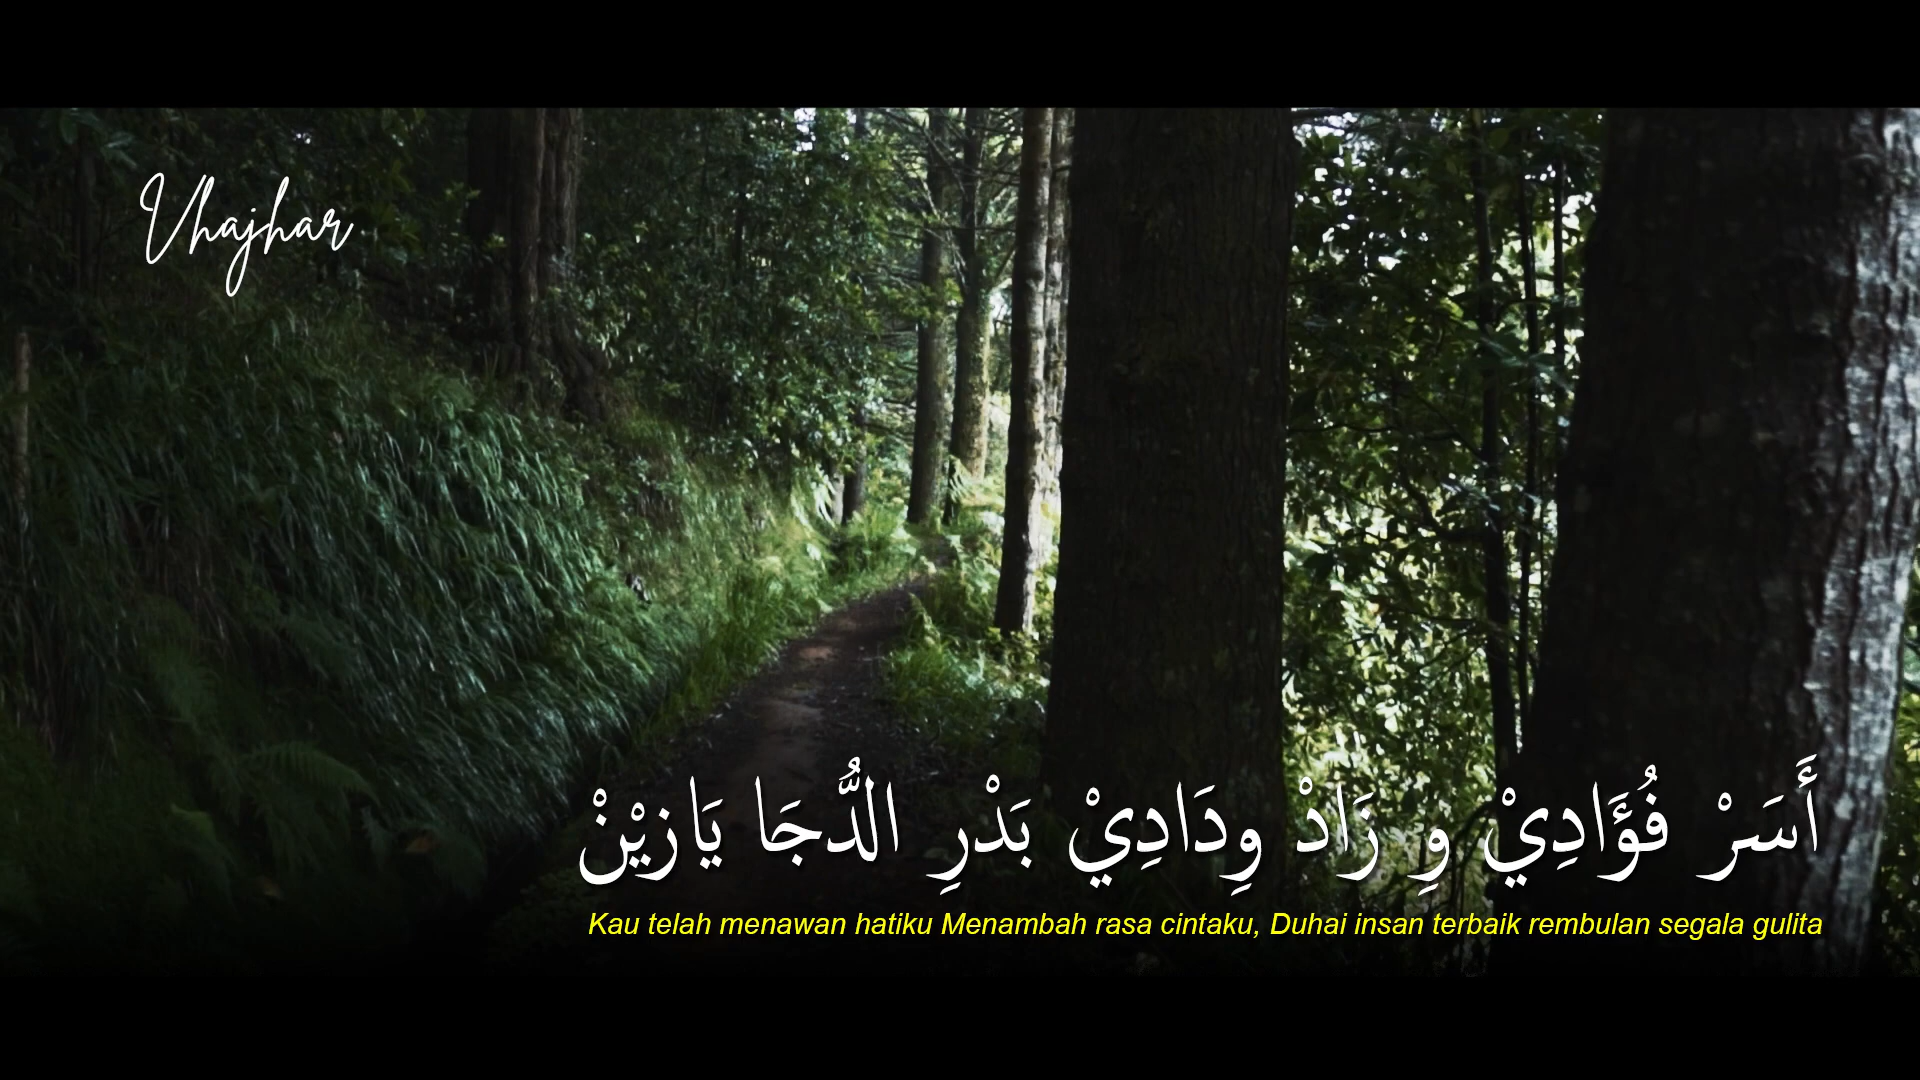 Vhajhar
أَسَرْ فُؤَادِيْ وِ زَادْ وِدَادِيْ بَدْرِ الدُّجَا يَازِيْنْ
Kau telah menawan hatiku Menambah rasa cintaku, Duhai insan terbaik rembulan segala gulita